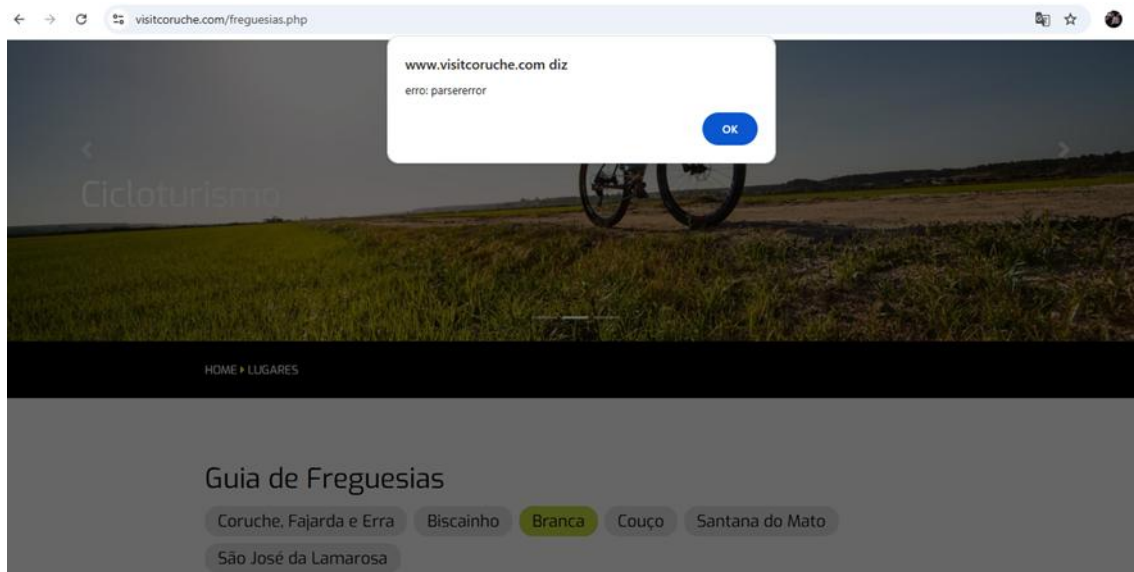 visitcoruche.com/freguesias.php
www.visitcoruche.com diz
erro: parsererror
OK
Cicloturismo
HOME ▸ LUGARES
Guia de Freguesias
Coruche, Fajarda e Erra Biscainho Branca Couço Santana do Mato
São José da Lamarosa